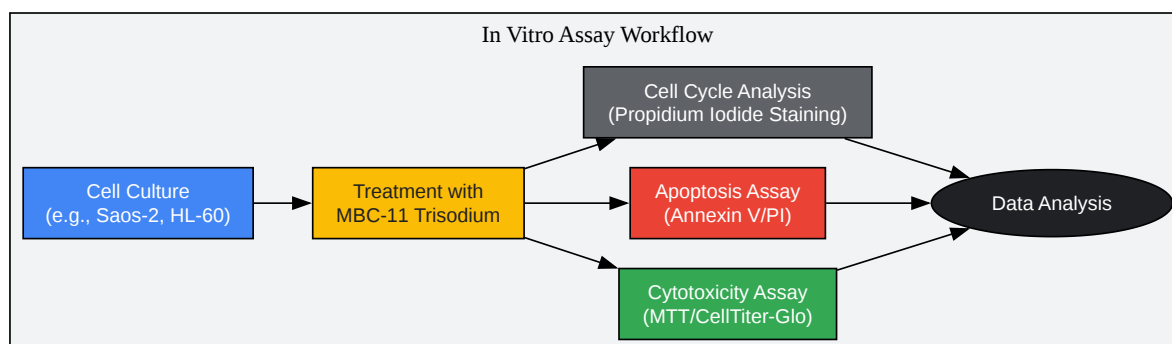 In Vitro Assay Workflow
Cell Cycle Analysis
(Propidium Iodide Staining)
Cell Culture
(e.g., Saos-2, HL-60)
Treatment with
MBC-11 Trisodium
Apoptosis Assay
(Annexin V/PI)
Data Analysis
Cytotoxicity Assay
(MTT/CellTiter-Glo)